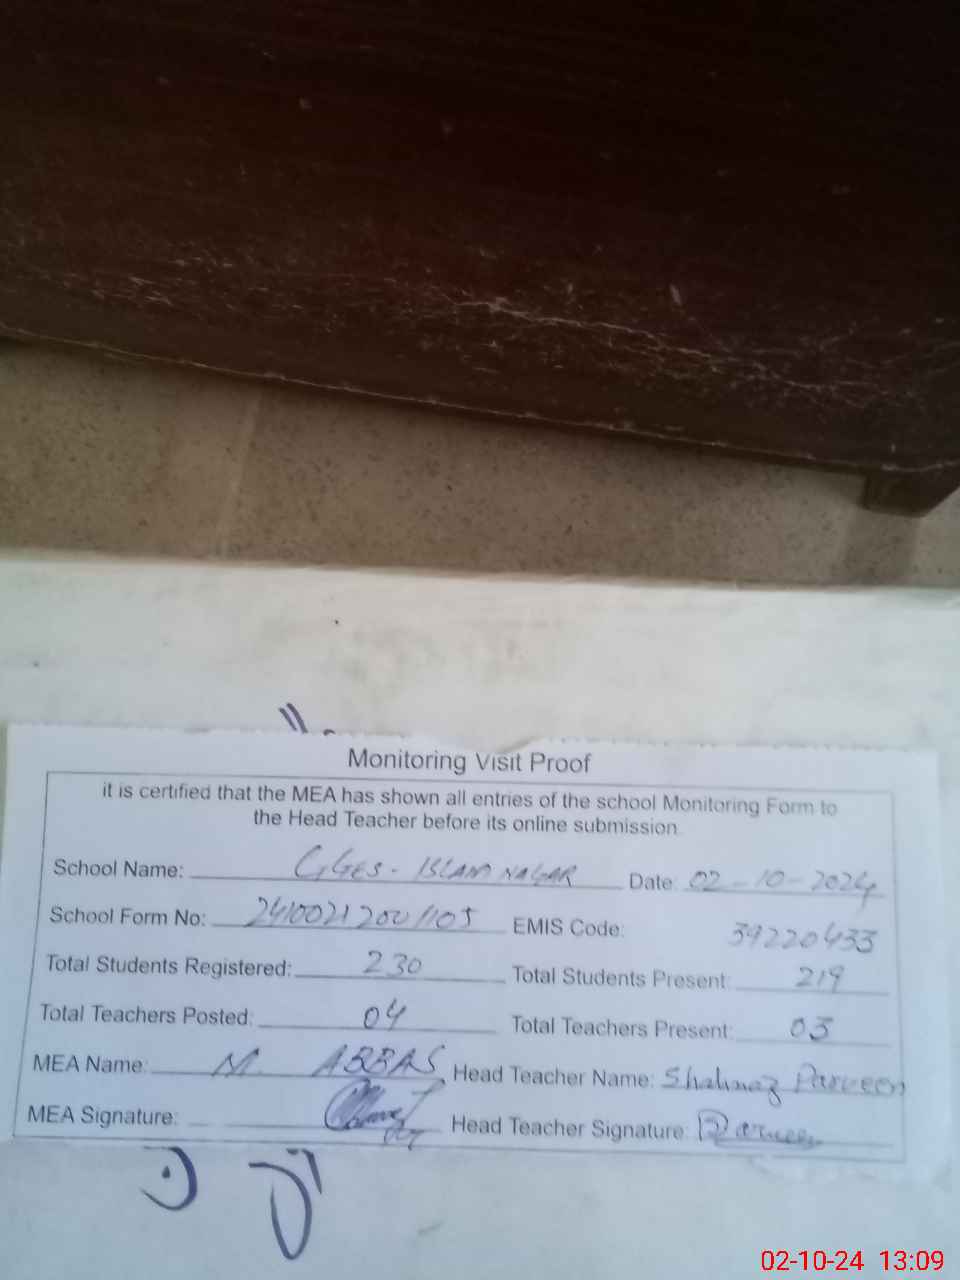 Monitoring Visit Proof
it is certified that the MEA has shown all entries of the school Monitoring Form to
the Head Teacher before its online submission.
School Name: GGES - ISLAM NAGAR Date: 02-10-2024
School Form No: 24100212001105 EMIS Code: 39220433
Total Students Registered: 230 Total Students Present: 219
Total Teachers Posted: 04 Total Teachers Present: 03
MEA Name: M. ABBAS Head Teacher Name: Shahnaz Parveen
MEA Signature: Head Teacher Signature: Parveen
02-10-24 13:09